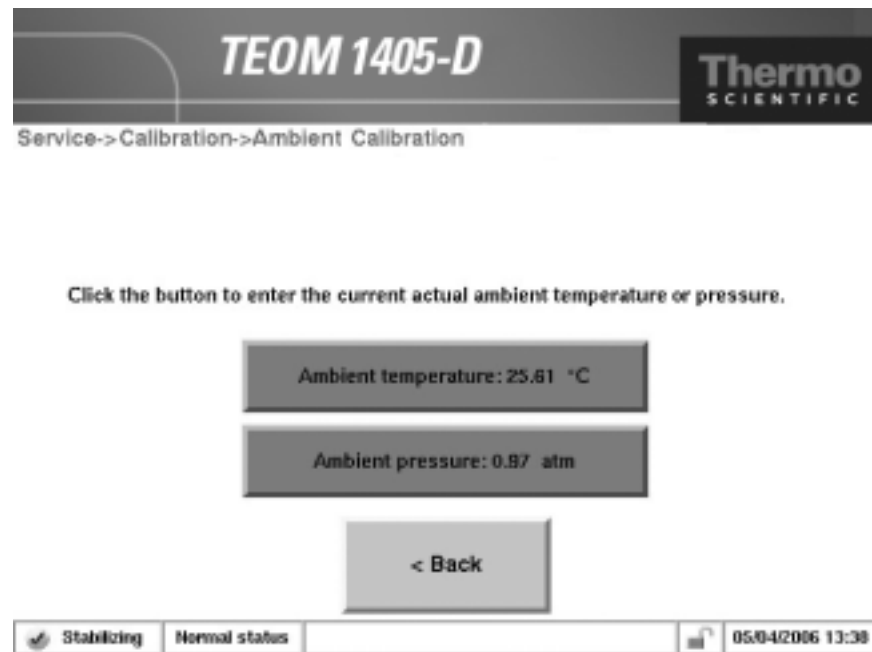 TEOM 1405-D
Thermo
SCIENTIFIC
Service->Calibration->Ambient Calibration
Click the button to enter the current actual ambient temperature or pressure.
Ambient temperature: 25.61 °C
Ambient pressure: 0.97 atm
< Back
Stabilizing
Normal status
05/04/2006 13:38